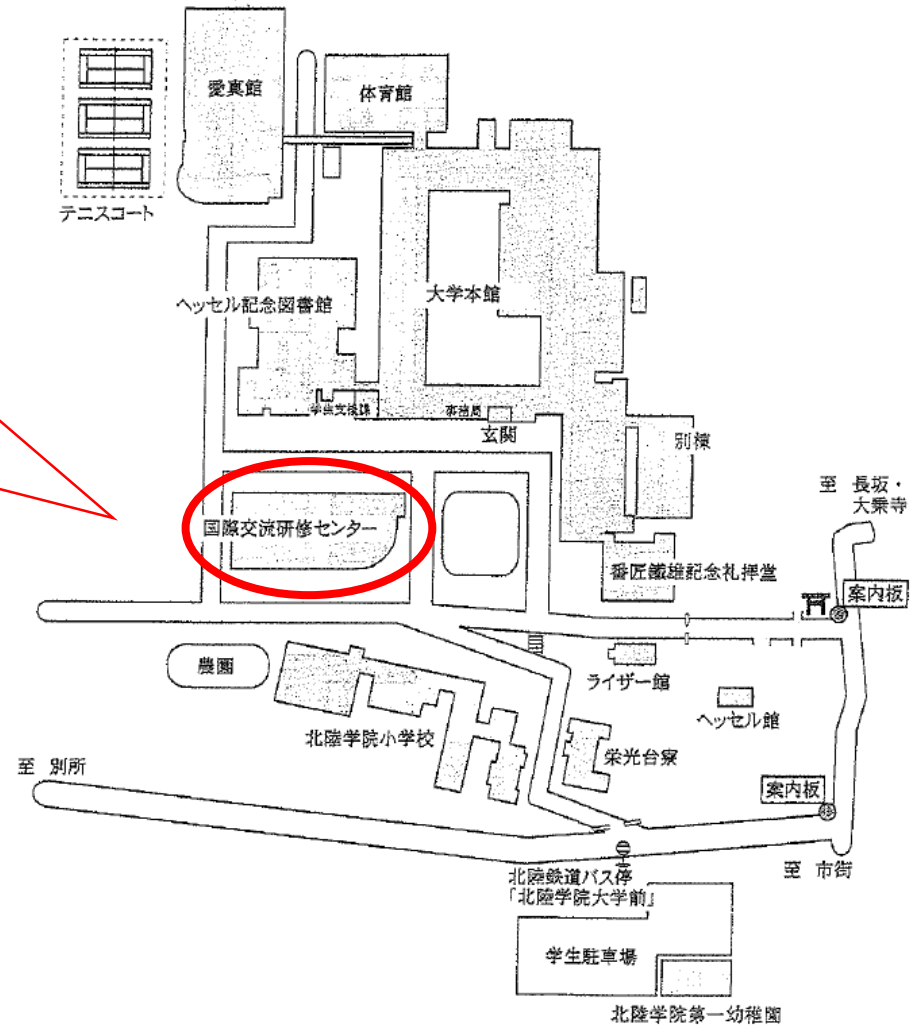 愛真館
体育館
テニスコート
ヘッセル記念図書館
大学本館
学生支援課
事務局
玄関
別棟
至 長坂・
大乗寺
国際交流研修センター
番匠鐵雄記念礼拝堂
案内板
農園
ライザー館
ヘッセル館
北陸学院小学校
栄光台寮
至 別所
案内板
至 市街
北陸鉄道バス停
「北陸学院大学前」
学生駐車場
北陸学院第一幼稚園